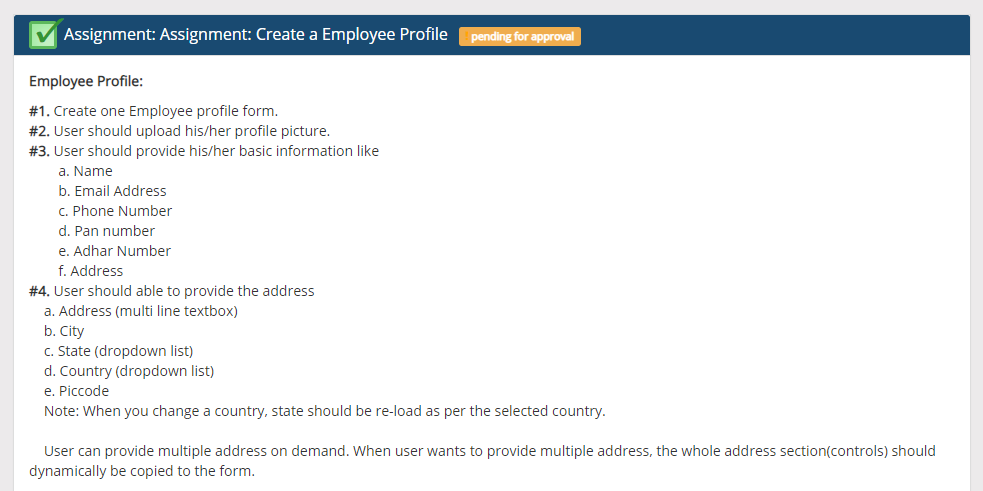 Assignment: Assignment: Create a Employee Profile pending for approval
Employee Profile:
#1. Create one Employee profile form.
#2. User should upload his/her profile picture.
#3. User should provide his/her basic information like
a. Name
b. Email Address
c. Phone Number
d. Pan number
e. Adhar Number
f. Address
#4. User should able to provide the address
a. Address (multi line textbox)
b. City
c. State (dropdown list)
d. Country (dropdown list)
e. Piccode
Note: When you change a country, state should be re-load as per the selected country.
User can provide multiple address on demand. When user wants to provide multiple address, the whole address section(controls) should
dynamically be copied to the form.